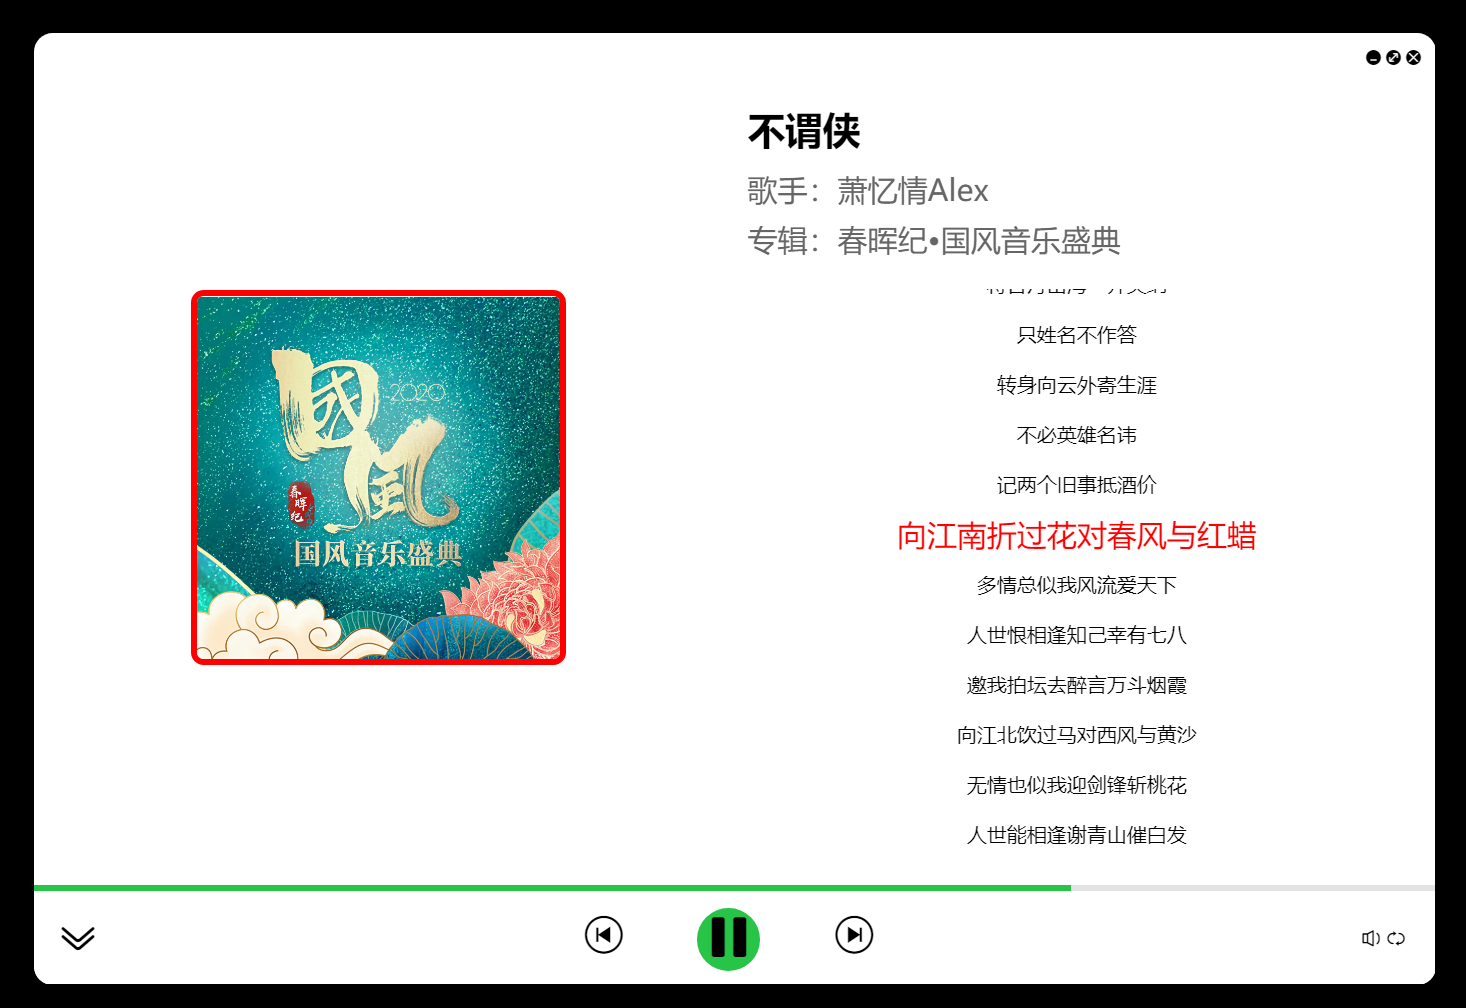 不谓侠
歌手：萧忆情Alex
专辑：春晖纪•国风音乐盛典
國風
2020
春晖纪
国风音乐盛典
只姓名不作答
转身向云外寄生涯
不必英雄名讳
记两个旧事抵酒价
向江南折过花对春风与红蜡
多情总似我风流爱天下
人世恨相逢知己幸有七八
邀我拍坛去醉言万斗烟霞
向江北饮过马对西风与黄沙
无情也似我迎剑锋斩桃花
人世能相逢谢青山催白发